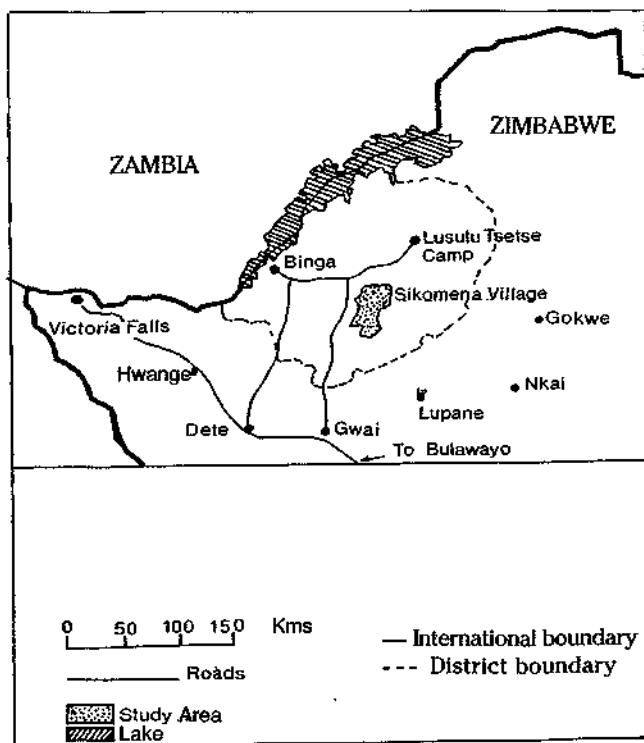 ZIMBABWE
ZAMBIA
Lusutu Tsetse
Camp
Binga
Sikomena Village
Victoria Falls
Gokwe
Hwange
Nkai
Lupane
Dete
Gwai
To Bulawayo
0 50 100 150 Kms
Roads
International boundary
District boundary
Study Area
Lake